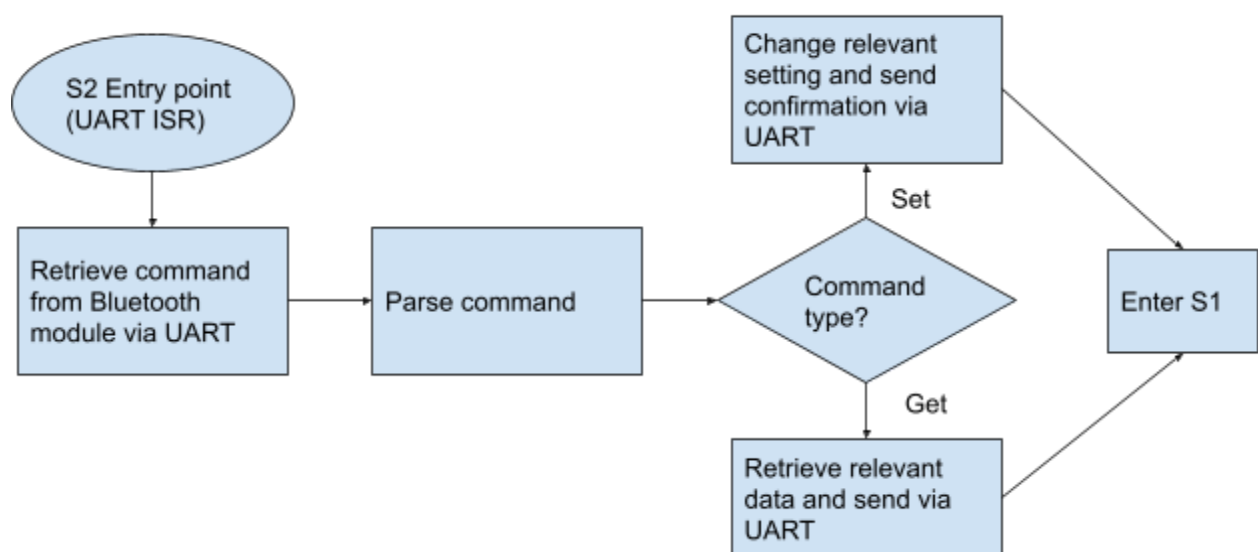 S2 Entry point
(UART ISR)
Retrieve command
from Bluetooth
module via UART
Parse command
Command
type?
Set
Change relevant
setting and send
confirmation via
UART
Get
Retrieve relevant
data and send via
UART
Enter S1